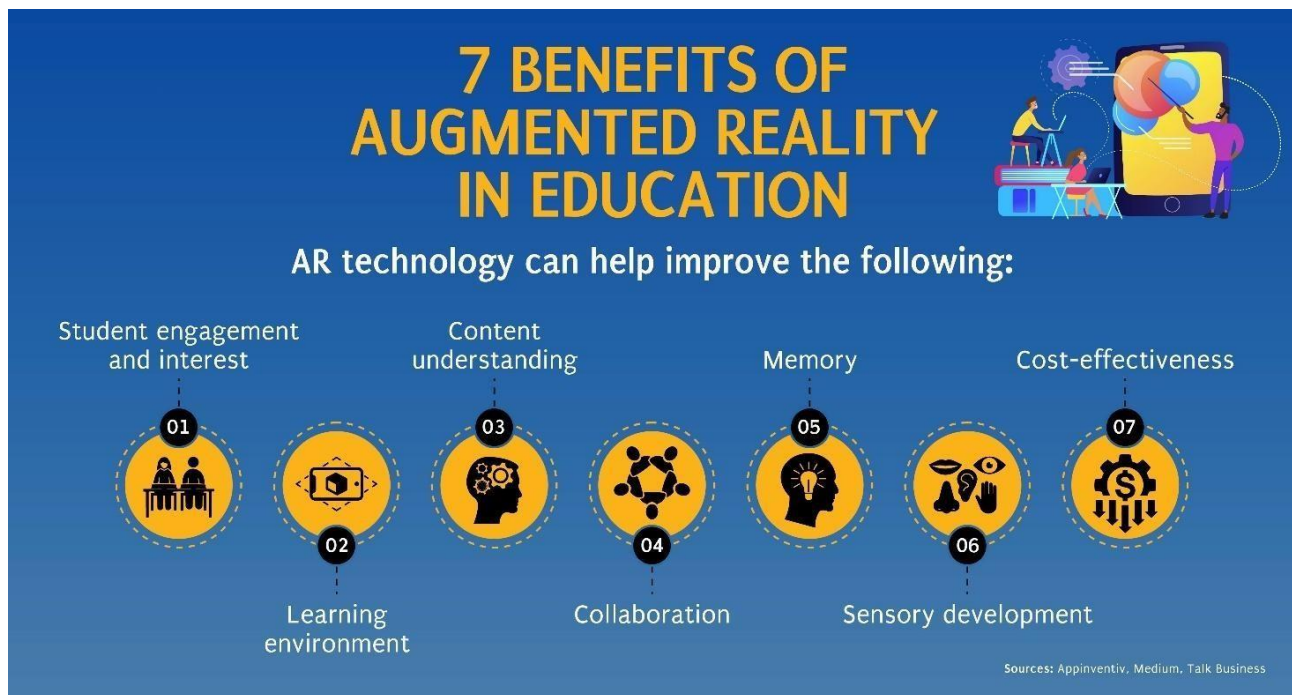 7 BENEFITS OF
AUGMENTED REALITY
IN EDUCATION
AR technology can help improve the following:
Student engagement
and interest
01
02
Learning
environment
Content
understanding
03
04
Collaboration
Memory
05
06
Sensory development
Cost-effectiveness
07
$
Sources: Appinventiv, Medium, Talk Business